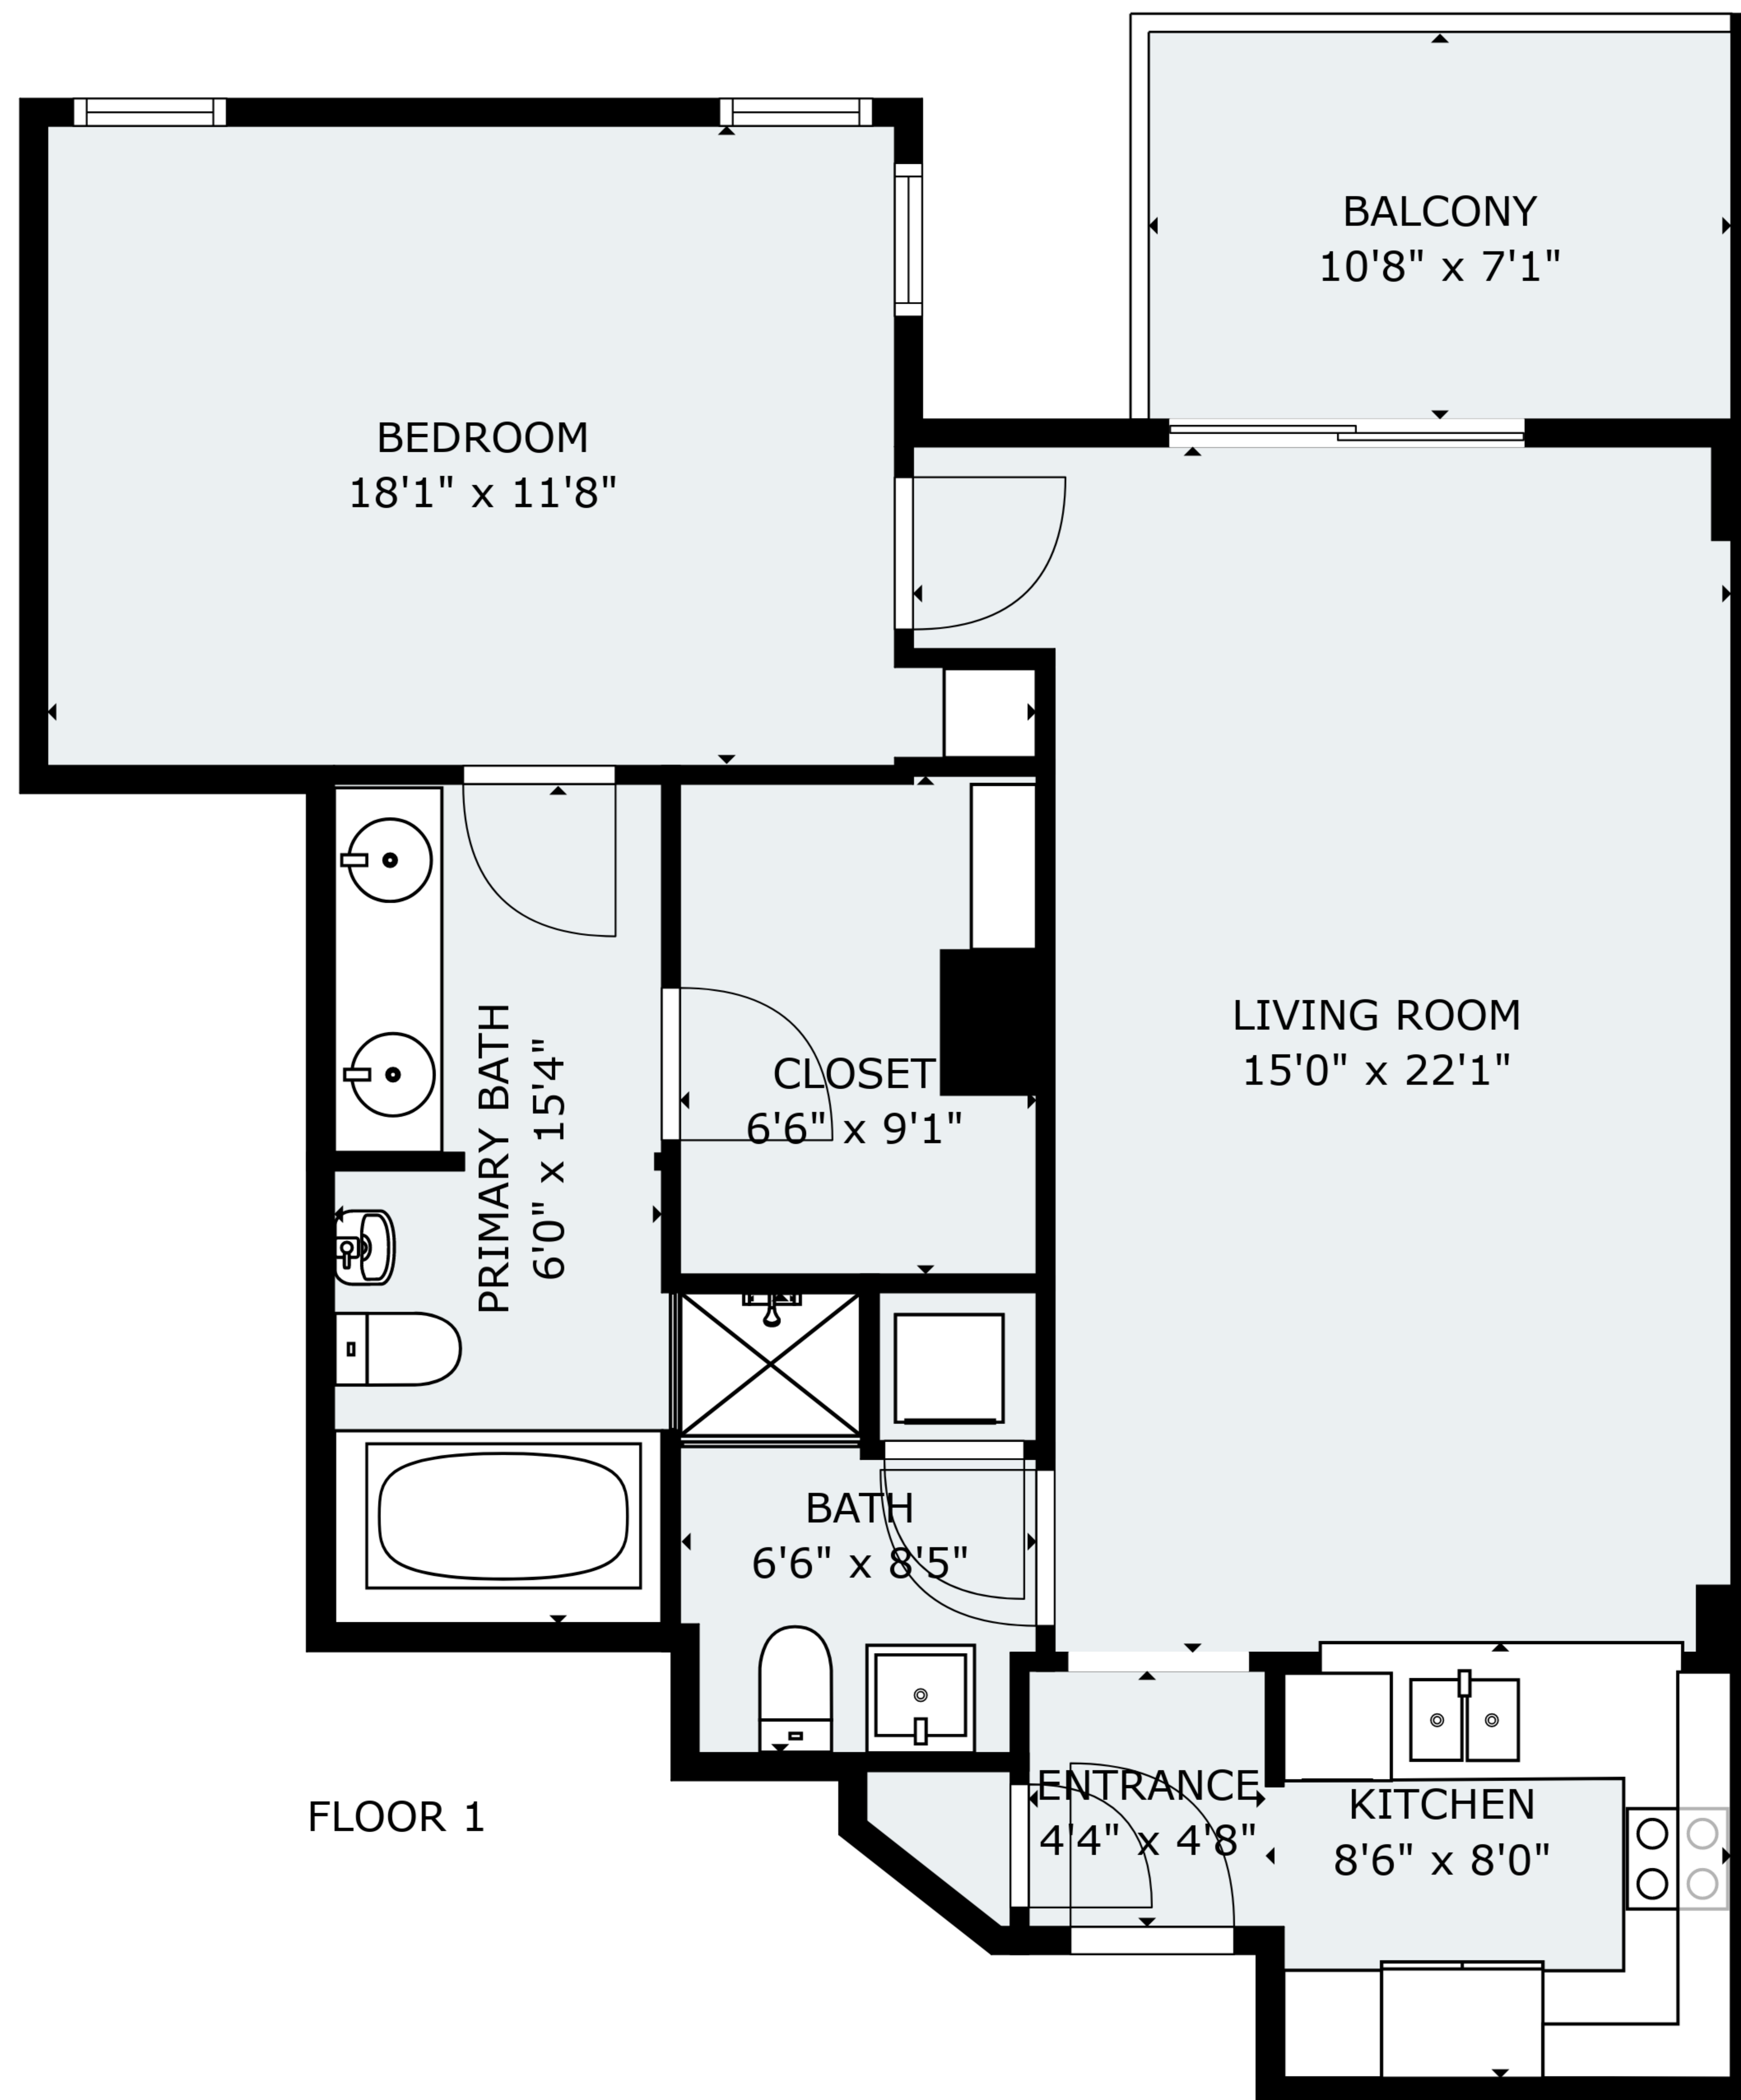 BALCONY
10'8" x 7'1"
BEDROOM
18'1" x 11'8"
LIVING ROOM
15'0" x 22'1"
CLOSET
6'6" x 9'1"
PRIMARY BATH
6'0" x 15'4"
BATH
6'6" x 8'5"
ENTRANCE
4'4" x 4'8"
KITCHEN
8'6" x 8'0"
FLOOR 1